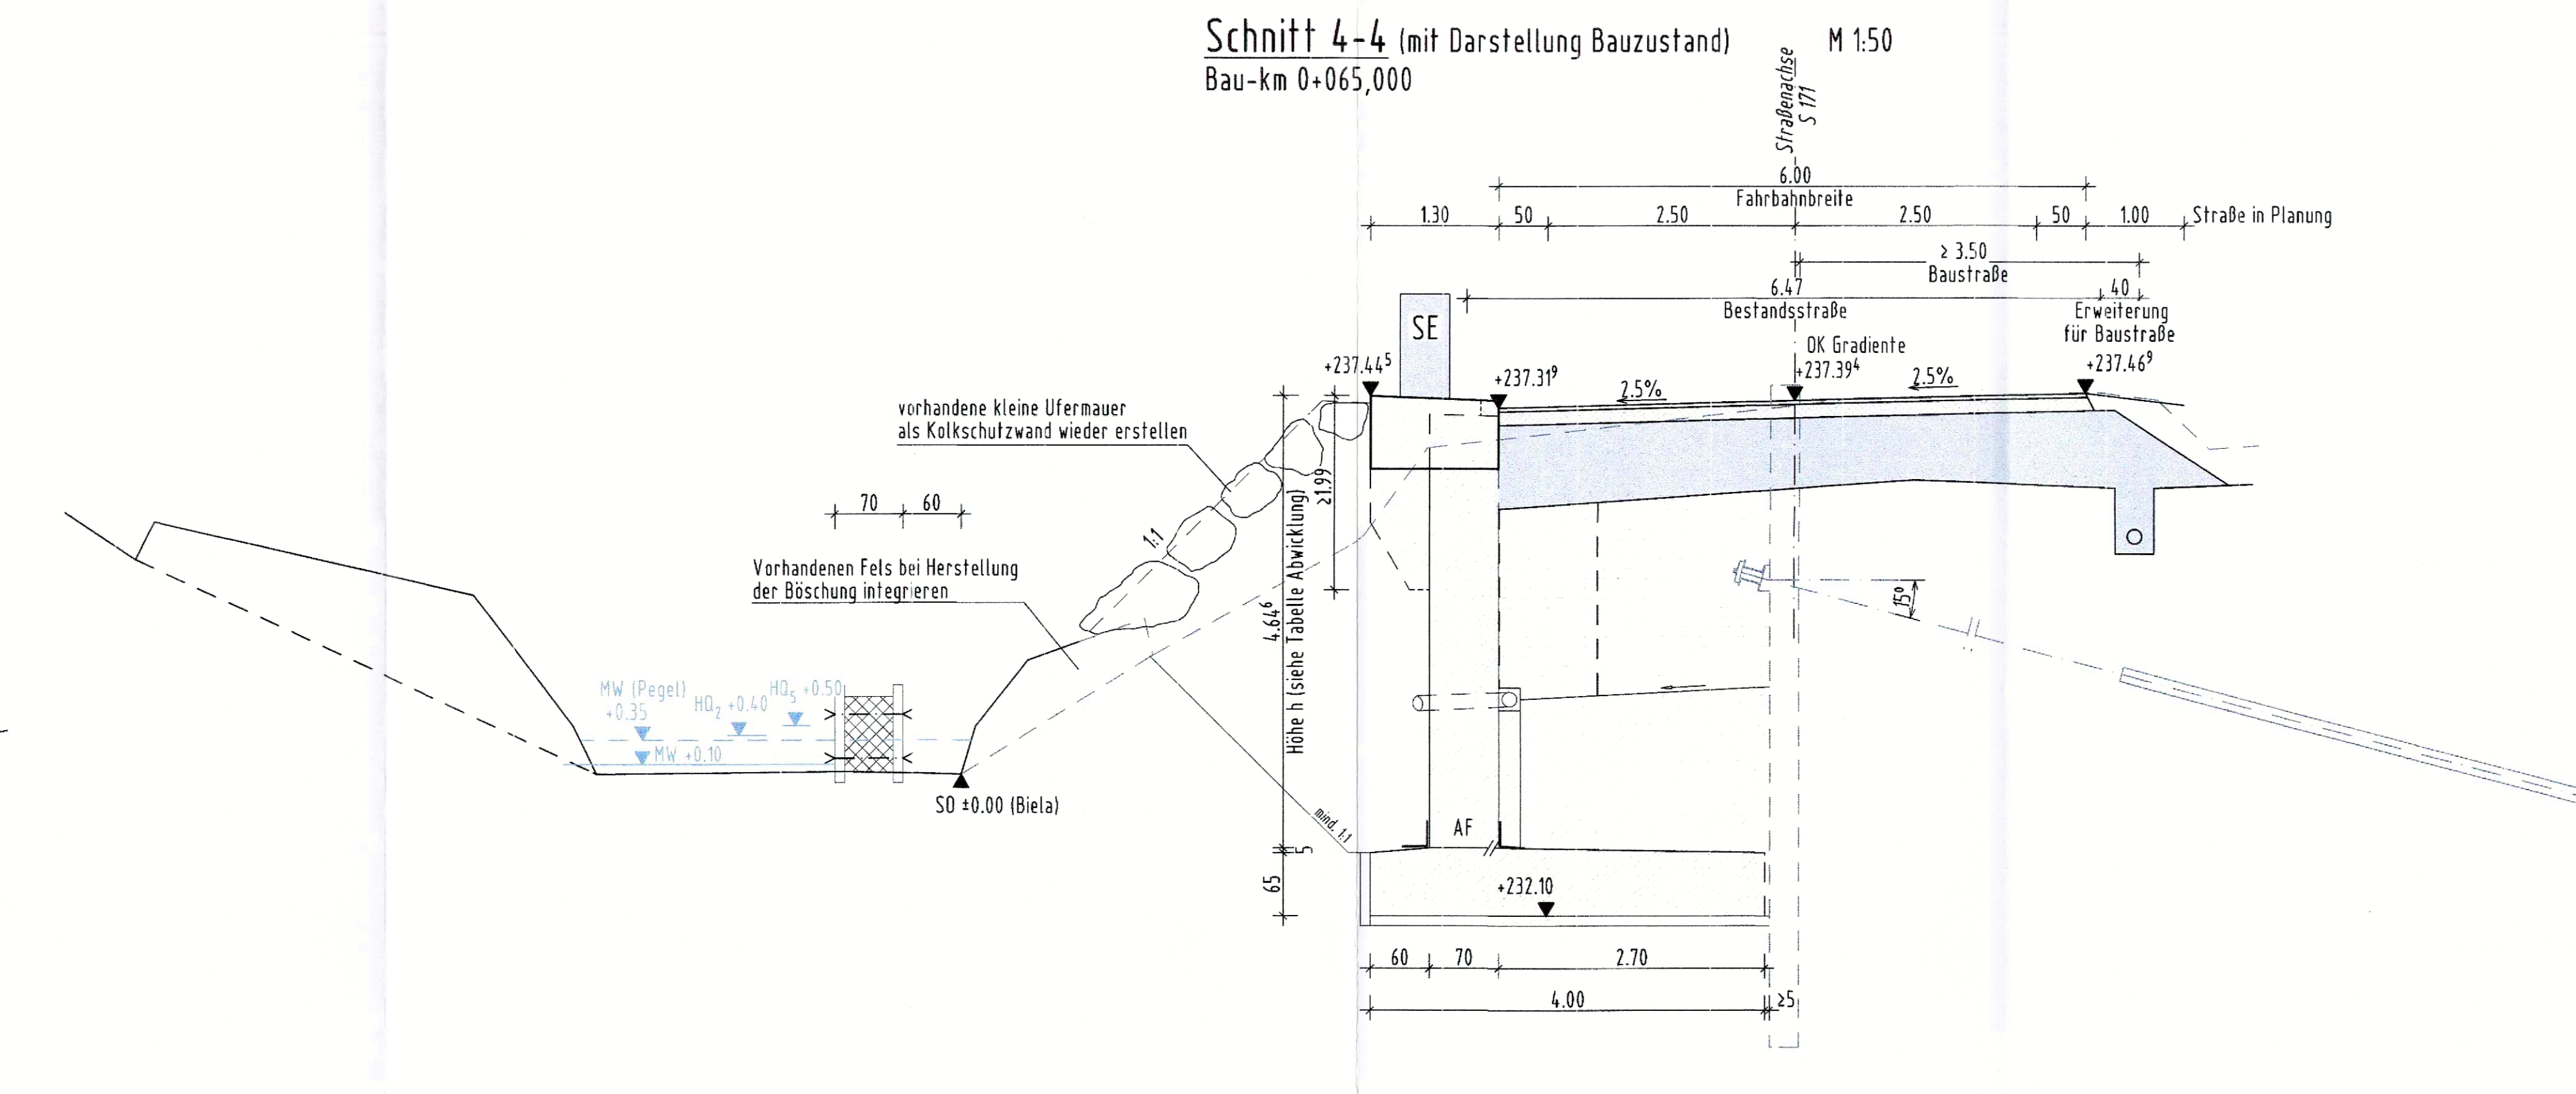 Schnitt 4-4 (mit Darstellung Bauzustand) M 1:50
Bau-km 0+065,000
Straßenachse
S 171
6.00
Fahrbahnbreite
1.30 50 2.50 2.50 50 1.00 Straße in Planung
≥ 3.50
Baustraße
6.47 40
Bestandsstraße
Erweiterung
für Baustraße
SE
OK Gradiente
+237.44⁵
+237.31⁹
+237.39⁴
+237.46⁹
2.5%
2.5%
vorhandene kleine Ufermauer
als Kolkschutzwand wieder erstellen
1:1
70 60
Vorhandenen Fels bei Herstellung
der Böschung integrieren
≥1.99
4.64⁶
Höhe h (siehe Tabelle Abwicklung)
15°
MW (Pegel)
+0.35
HQ₂ +0.40
HQ₅ +0.50
MW +0.10
SO ±0.00 (Biela)
mind. 1:1
AF
5
65
+232.10
60 70 2.70
4.00 ≥5